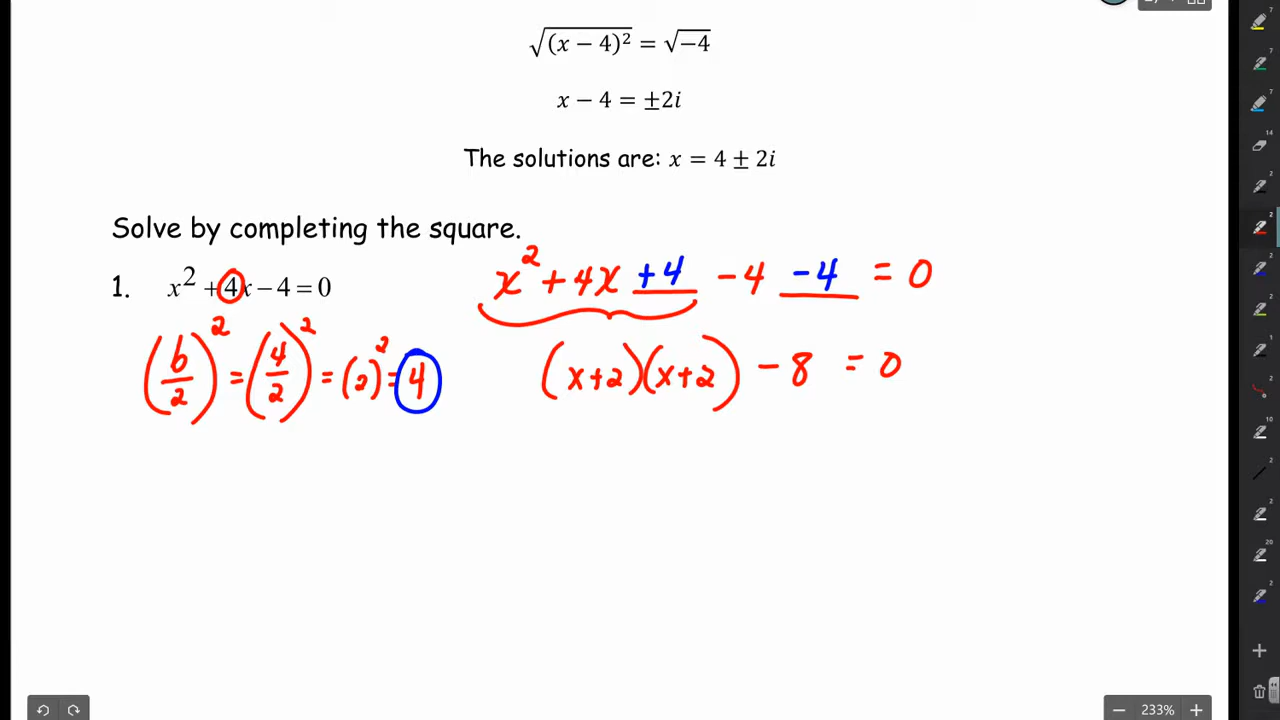 √(x − 4)² = √−4
x − 4 = ±2i
The solutions are: x = 4 ± 2i
Solve by completing the square.
1. x² + 4x − 4 = 0
x² + 4x +4 − 4 −4 = 0
(b/2)² = (4/2)² = (2)² = 4
(x+2)(x+2) − 8 = 0
233%